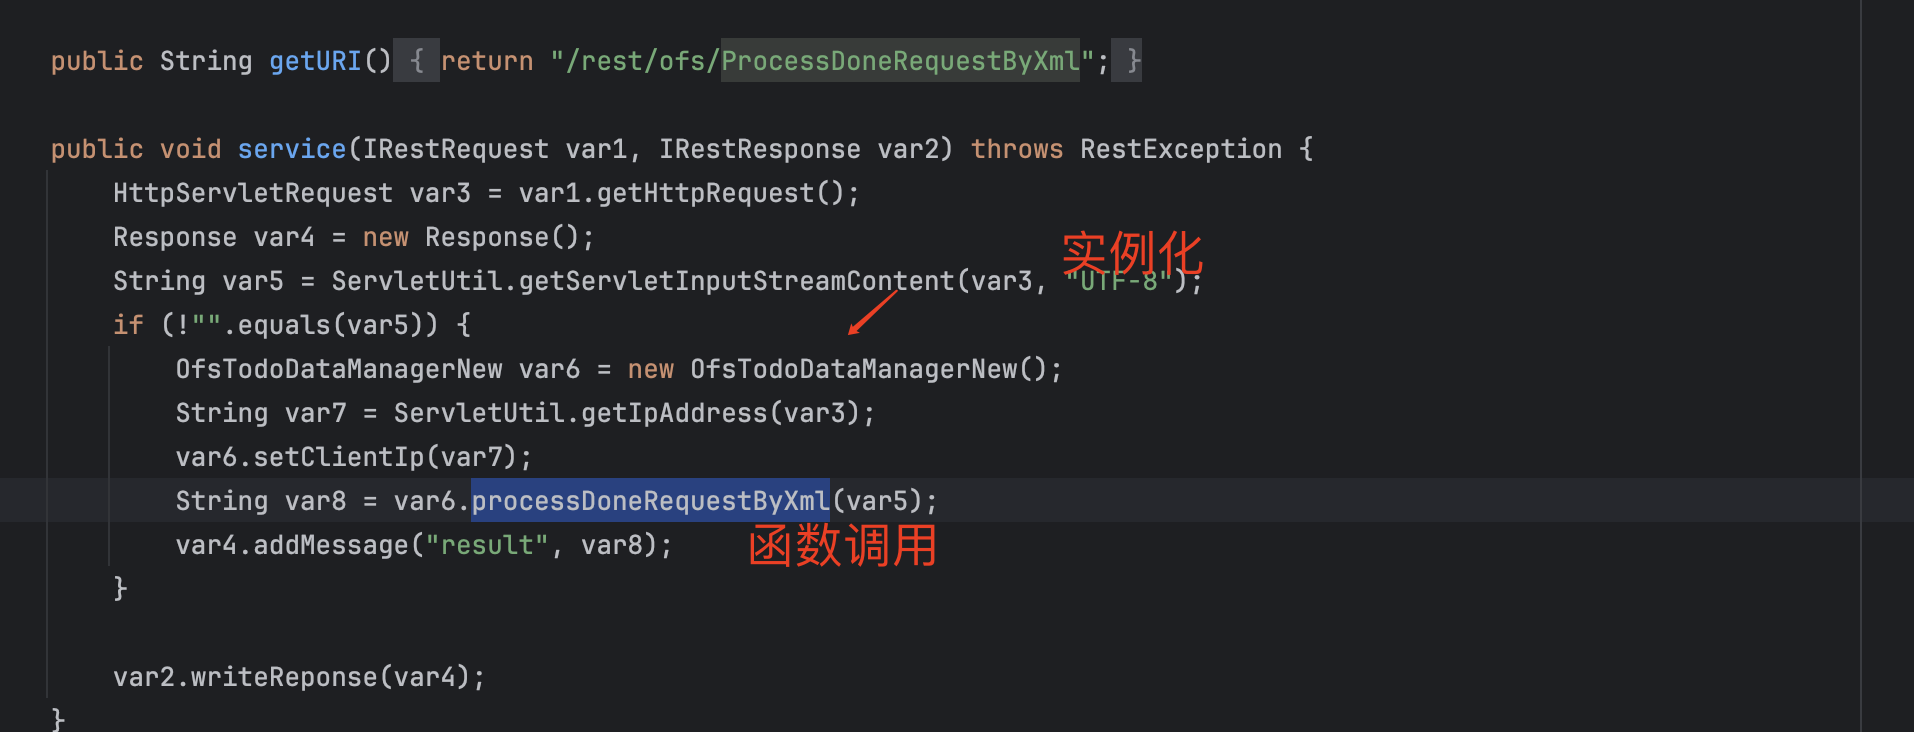 public String getURI() { return "/rest/ofs/ProcessDoneRequestByXml"; }
public void service(IRestRequest var1, IRestResponse var2) throws RestException {
HttpServletRequest var3 = var1.getHttpRequest();
Response var4 = new Response();
实例化
String var5 = ServletUtil.getServletInputStreamContent(var3, "UTF-8");
if (!"".equals(var5)) {
OfsTodoDataManagerNew var6 = new OfsTodoDataManagerNew();
String var7 = ServletUtil.getIpAddress(var3);
var6.setClientIp(var7);
String var8 = var6.processDoneRequestByXml(var5);
var4.addMessage("result", var8);
函数调用
}
var2.writeReponse(var4);
}